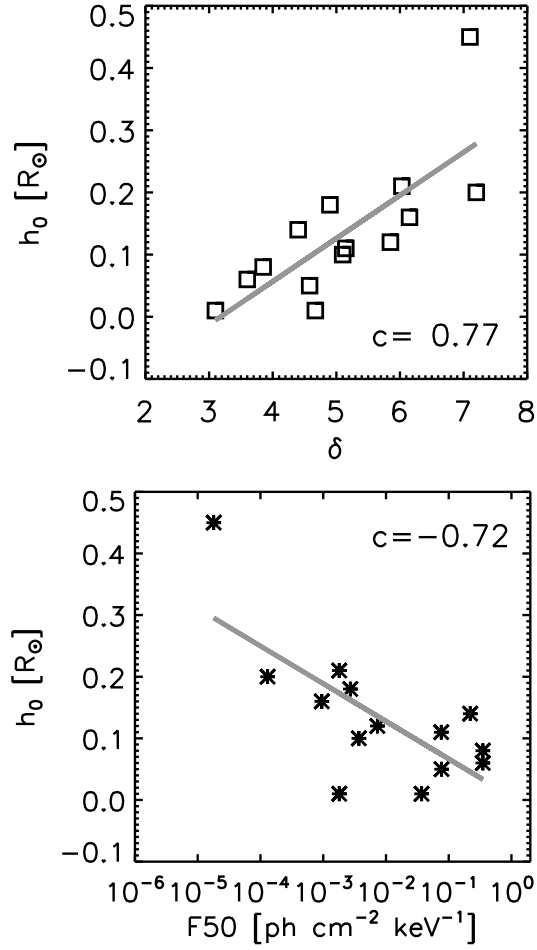 0.5
0.4
0.3
0.2
0.1
0.0
−0.1
h₀ [R☉]
c= 0.77
2 3 4 5 6 7 8
δ
0.5
0.4
0.3
0.2
0.1
0.0
−0.1
h₀ [R☉]
c=−0.72
10⁻⁶ 10⁻⁵ 10⁻⁴ 10⁻³ 10⁻² 10⁻¹ 10⁰
F50 [ph cm⁻² keV⁻¹]